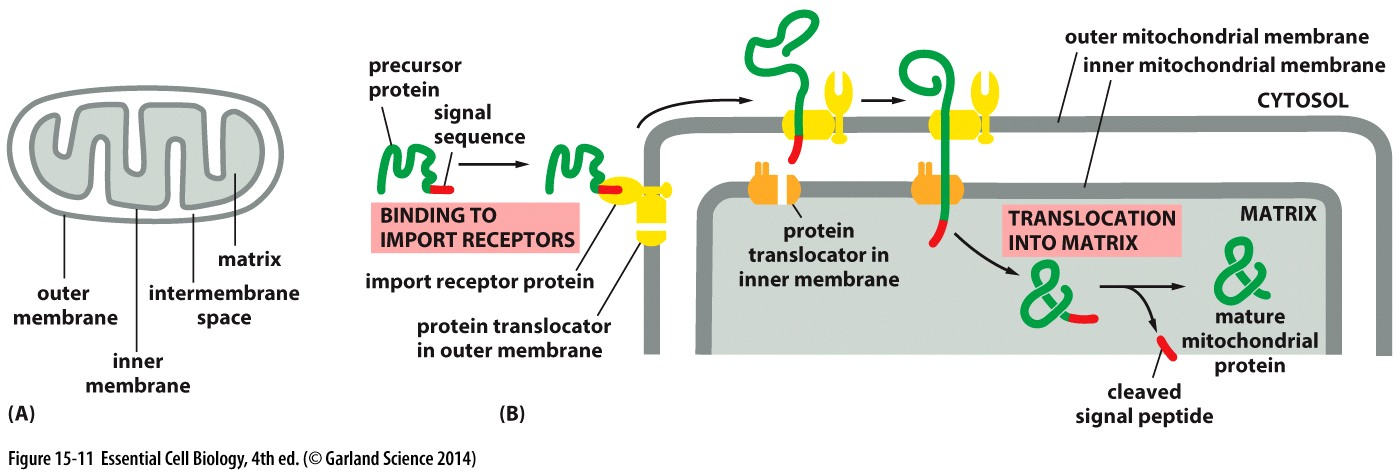 outer
membrane
inner
membrane
intermembrane
space
matrix
(A)
precursor
protein
signal
sequence
BINDING TO
IMPORT RECEPTORS
import receptor protein
protein translocator
in outer membrane
outer mitochondrial membrane
inner mitochondrial membrane
CYTOSOL
protein
translocator in
inner membrane
TRANSLOCATION
INTO MATRIX
MATRIX
mature
mitochondrial
protein
cleaved
signal peptide
(B)
Figure 15-11 Essential Cell Biology, 4th ed. (© Garland Science 2014)